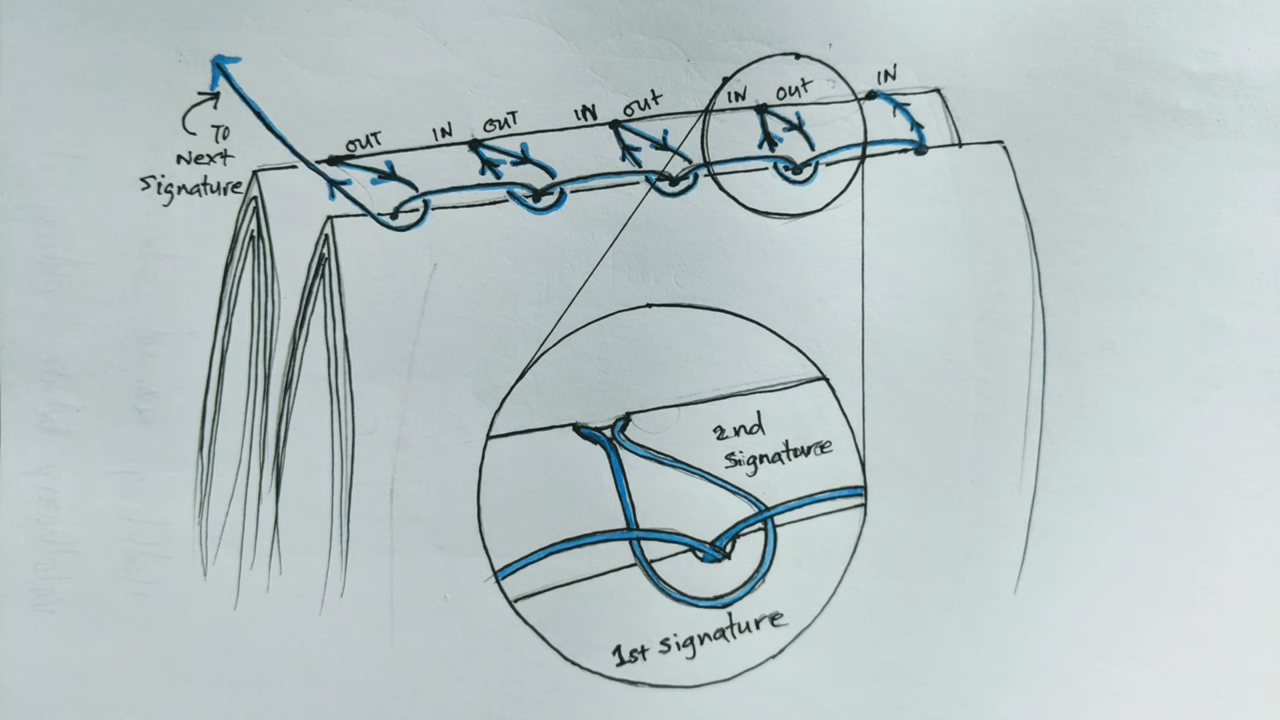 IN
IN OUT
IN OUT
IN OUT
OUT
TO
Next
Signature
2nd
Signature
1st signature